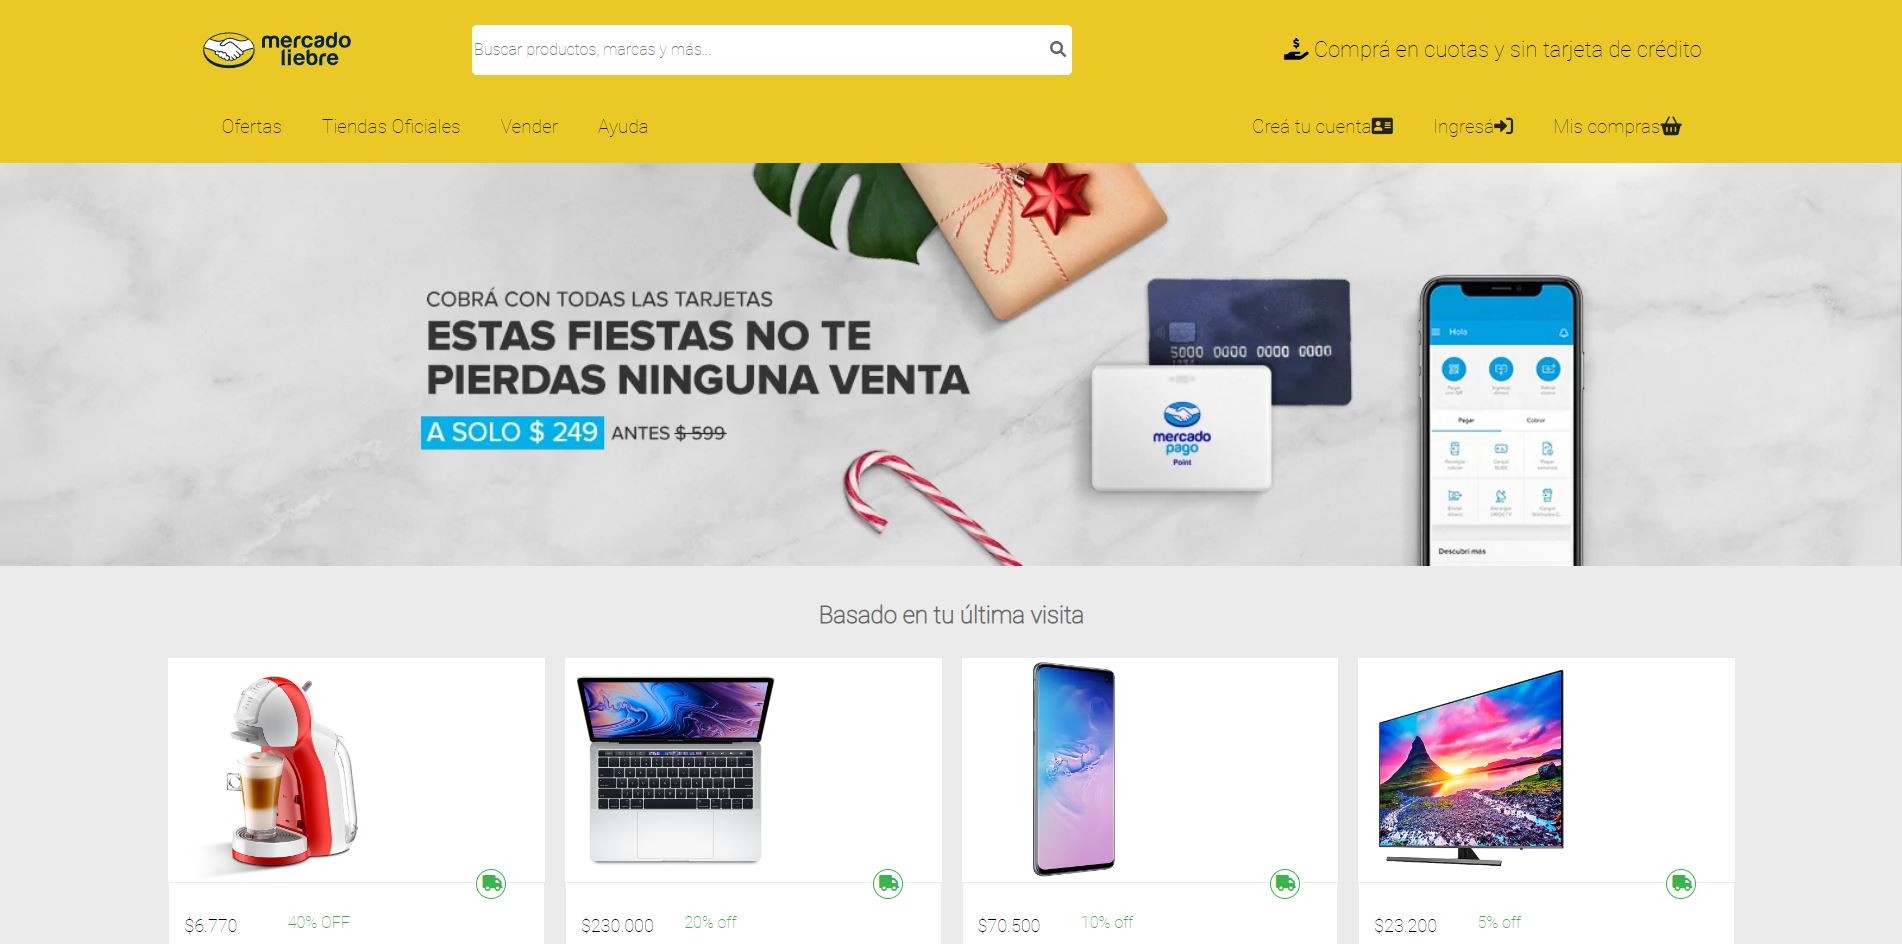 mercado
liebre
Buscar productos, marcas y más...
Comprá en cuotas y sin tarjeta de crédito
Ofertas
Tiendas Oficiales
Vender
Ayuda
Creá tu cuenta
Ingresá
Mis compras
COBRÁ CON TODAS LAS TARJETAS
ESTAS FIESTAS NO TE
PIERDAS NINGUNA VENTA
A SOLO $ 249 ANTES $ 599
5000 0000 0000 0000
mercado
pago
Point
Hola
Pagar
Cobrar
Descubrí más
Basado en tu última visita
$6.770 40% OFF
$230.000 20% off
$70.500 10% off
$23.200 5% off